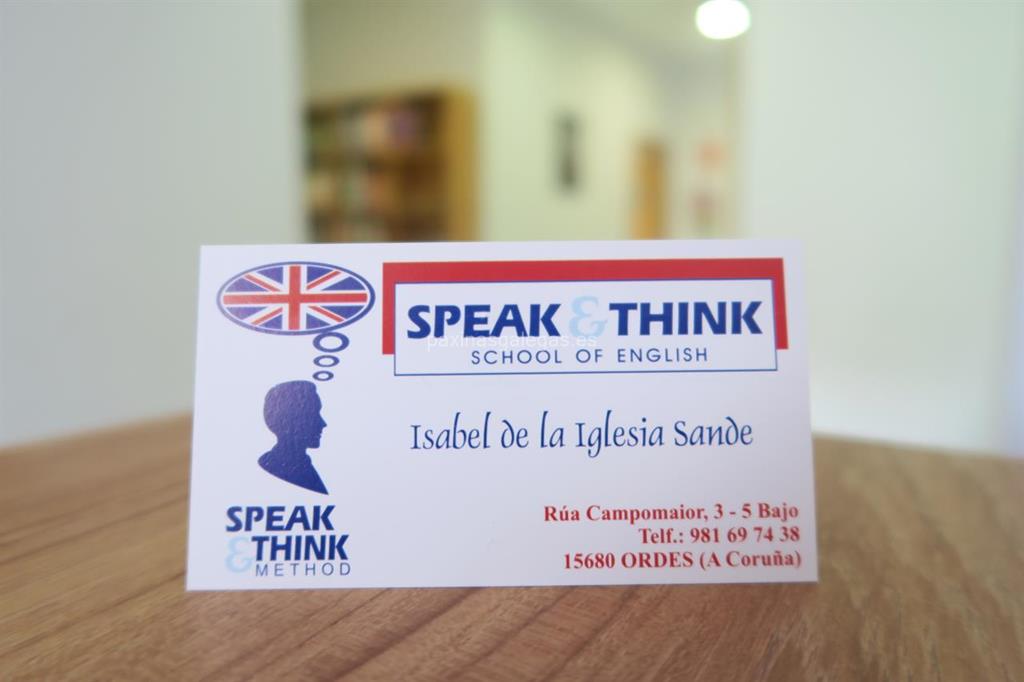 SPEAK & THINK
SCHOOL OF ENGLISH
paxinasgalegas.es
Isabel de la Iglesia Sande
SPEAK
& THINK
METHOD
Rúa Campomaior, 3 - 5 Bajo
Telf.: 981 69 74 38
15680 ORDES (A Coruña)